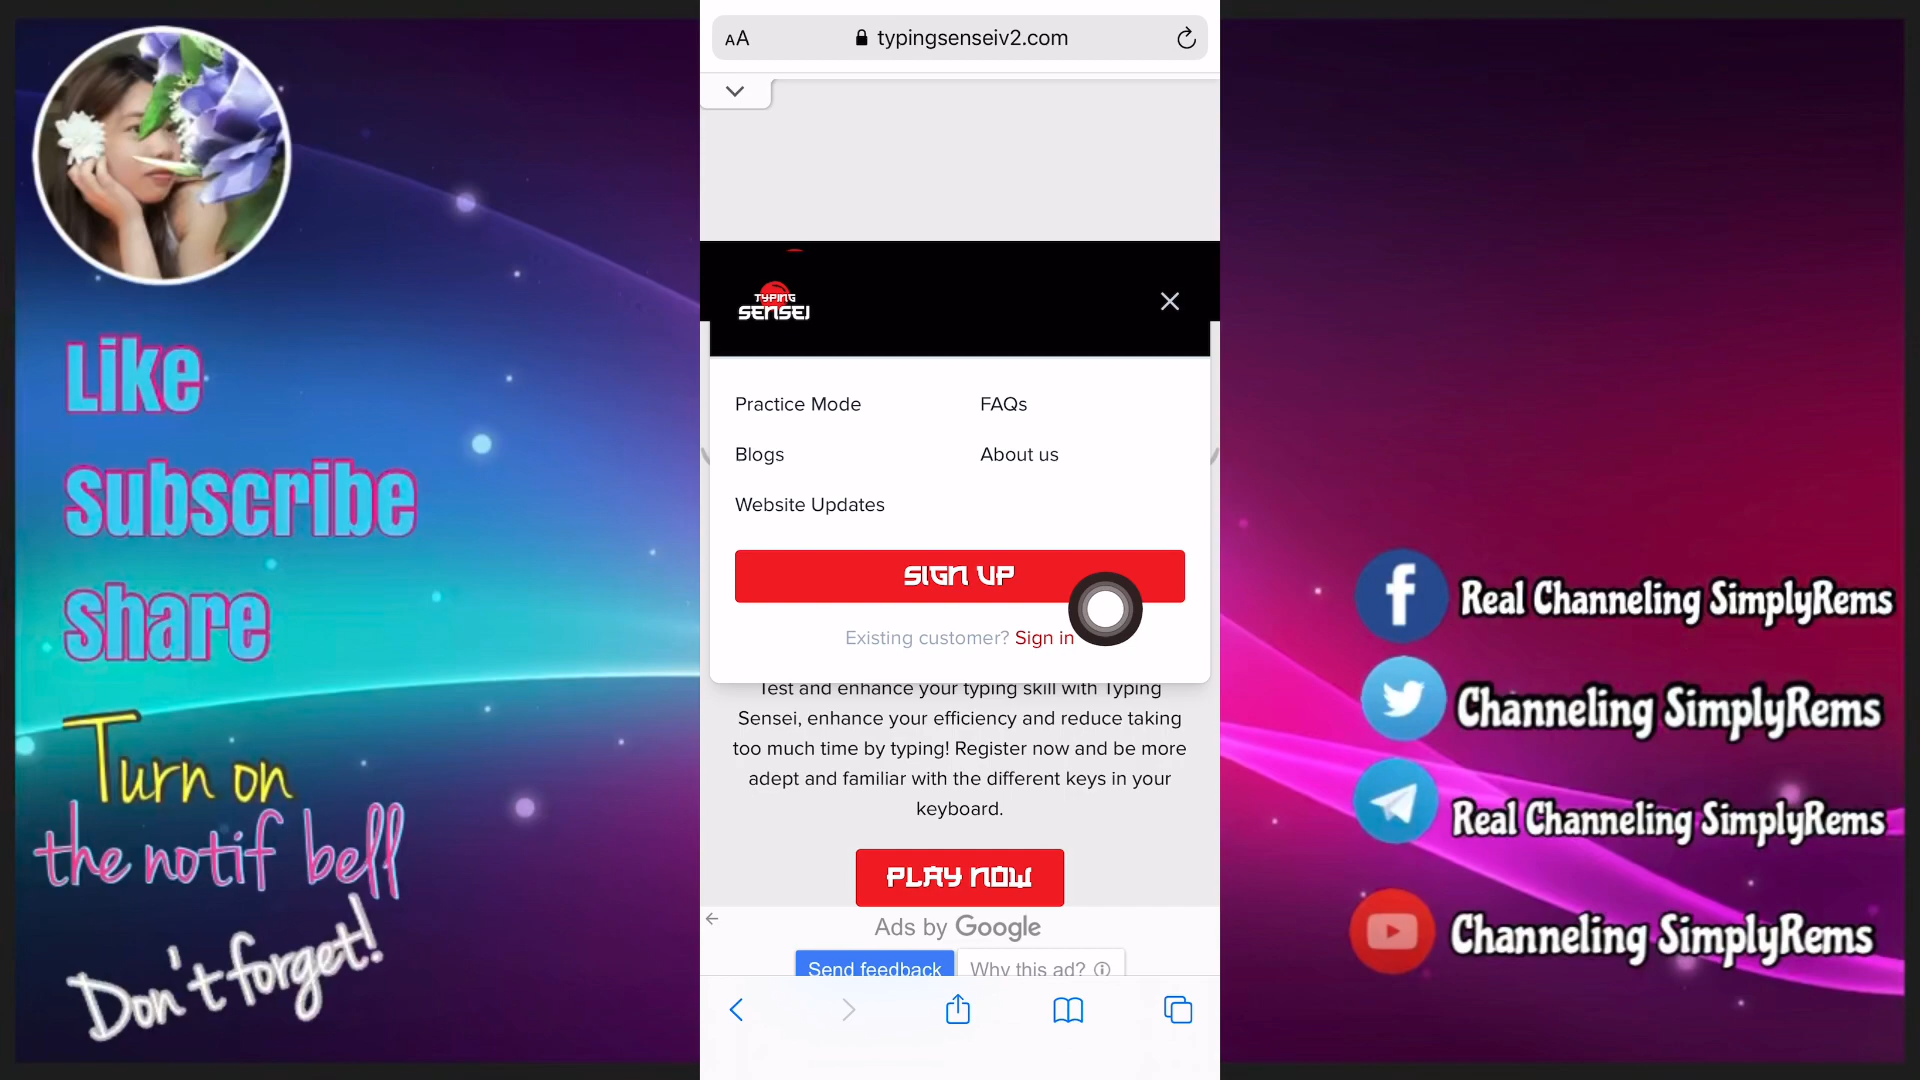 Like
Subscribe
Share
Turn on
the notif bell
Don't forget!
AA
typingsenseiv2.com
TYPING
SENSEI
Practice Mode
FAQs
Blogs
About us
Website Updates
SIGN UP
Existing customer? Sign in
Test and enhance your typing skill with Typing
Sensei, enhance your efficiency and reduce taking
too much time by typing! Register now and be more
adept and familiar with the different keys in your
keyboard.
PLAY NOW
Ads by Google
Send feedback
Why this ad?
Real Channeling SimplyRems
Channeling SimplyRems
Real Channeling SimplyRems
Channeling SimplyRems